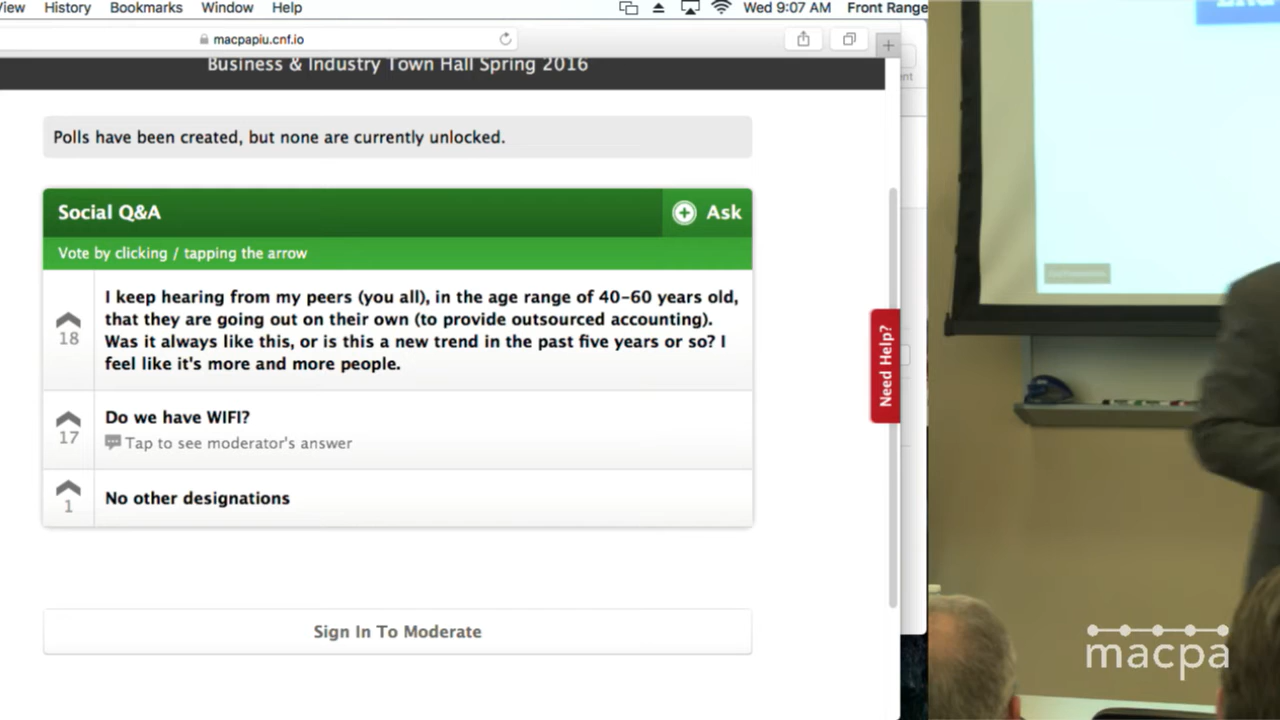 View History Bookmarks Window Help Wed 9:07 AM Front Range
macpapiu.cnf.io
Business & Industry Town Hall Spring 2016
Polls have been created, but none are currently unlocked.
Social Q&A
Ask
Vote by clicking / tapping the arrow
I keep hearing from my peers (you all), in the age range of 40-60 years old,
that they are going out on their own (to provide outsourced accounting).
Was it always like this, or is this a new trend in the past five years or so? I
feel like it's more and more people.
18
Do we have WIFI?
17
Tap to see moderator's answer
No other designations
1
Sign In To Moderate
Need Help?
macpa